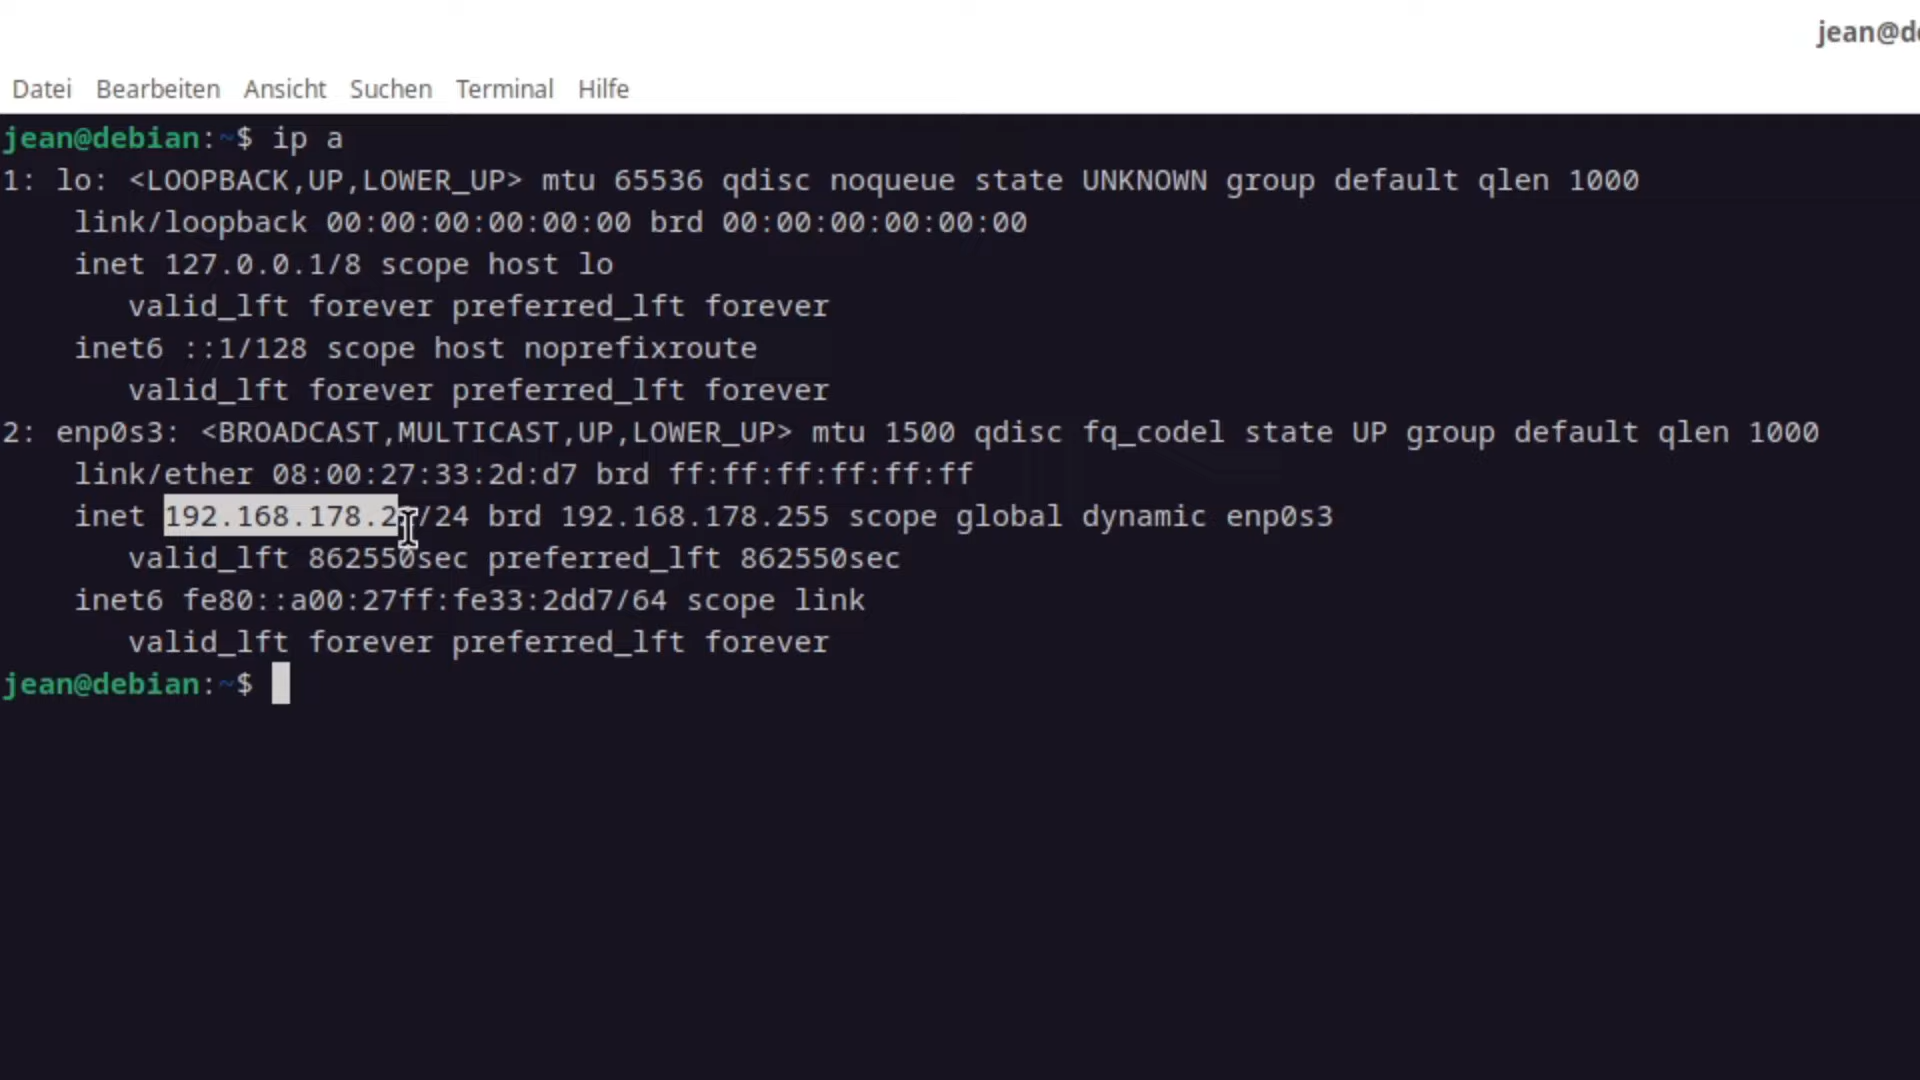 jean@de
Datei Bearbeiten Ansicht Suchen Terminal Hilfe
jean@debian:~$ ip a
1: lo: <LOOPBACK,UP,LOWER_UP> mtu 65536 qdisc noqueue state UNKNOWN group default qlen 1000
link/loopback 00:00:00:00:00:00 brd 00:00:00:00:00:00
inet 127.0.0.1/8 scope host lo
valid_lft forever preferred_lft forever
inet6 ::1/128 scope host noprefixroute
valid_lft forever preferred_lft forever
2: enp0s3: <BROADCAST,MULTICAST,UP,LOWER_UP> mtu 1500 qdisc fq_codel state UP group default qlen 1000
link/ether 08:00:27:33:2d:d7 brd ff:ff:ff:ff:ff:ff
inet /24 brd 192.168.178.255 scope global dynamic enp0s3
valid_lft 862550sec preferred_lft 862550sec
inet6 fe80::a00:27ff:fe33:2dd7/64 scope link
valid_lft forever preferred_lft forever
jean@debian:~$